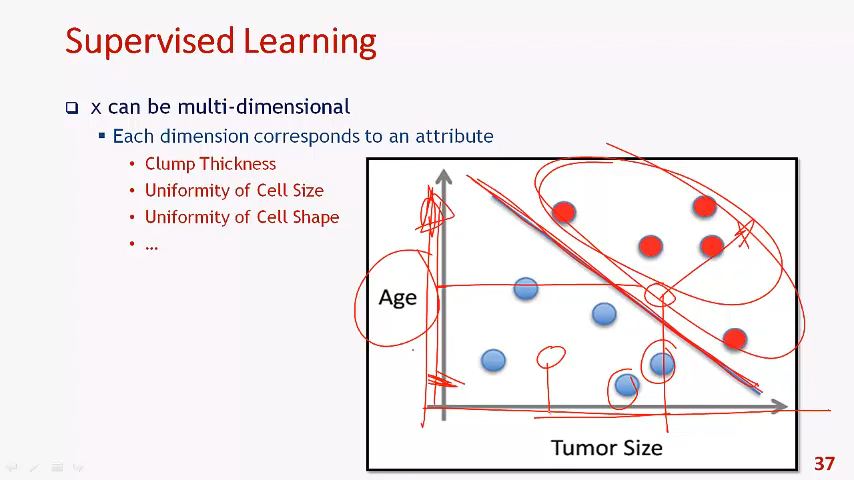 Supervised Learning
x can be multi-dimensional
Each dimension corresponds to an attribute
Clump Thickness
Uniformity of Cell Size
Uniformity of Cell Shape
...
Age
Tumor Size
37